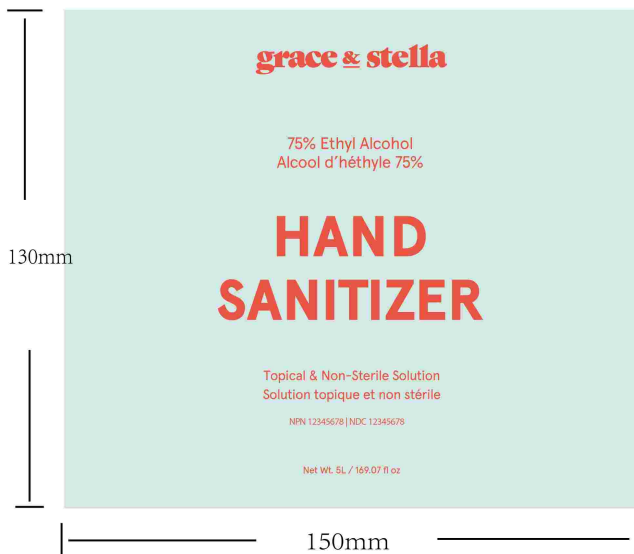 grace & stella
75% Ethyl Alcohol
Alcool d'héthyle 75%
HAND
SANITIZER
130mm
Topical & Non-Sterile Solution
Solution topique et non stérile
NPN 12345678 | NDC 12345678
Net Wt. 5L / 169.07 fl oz
150mm